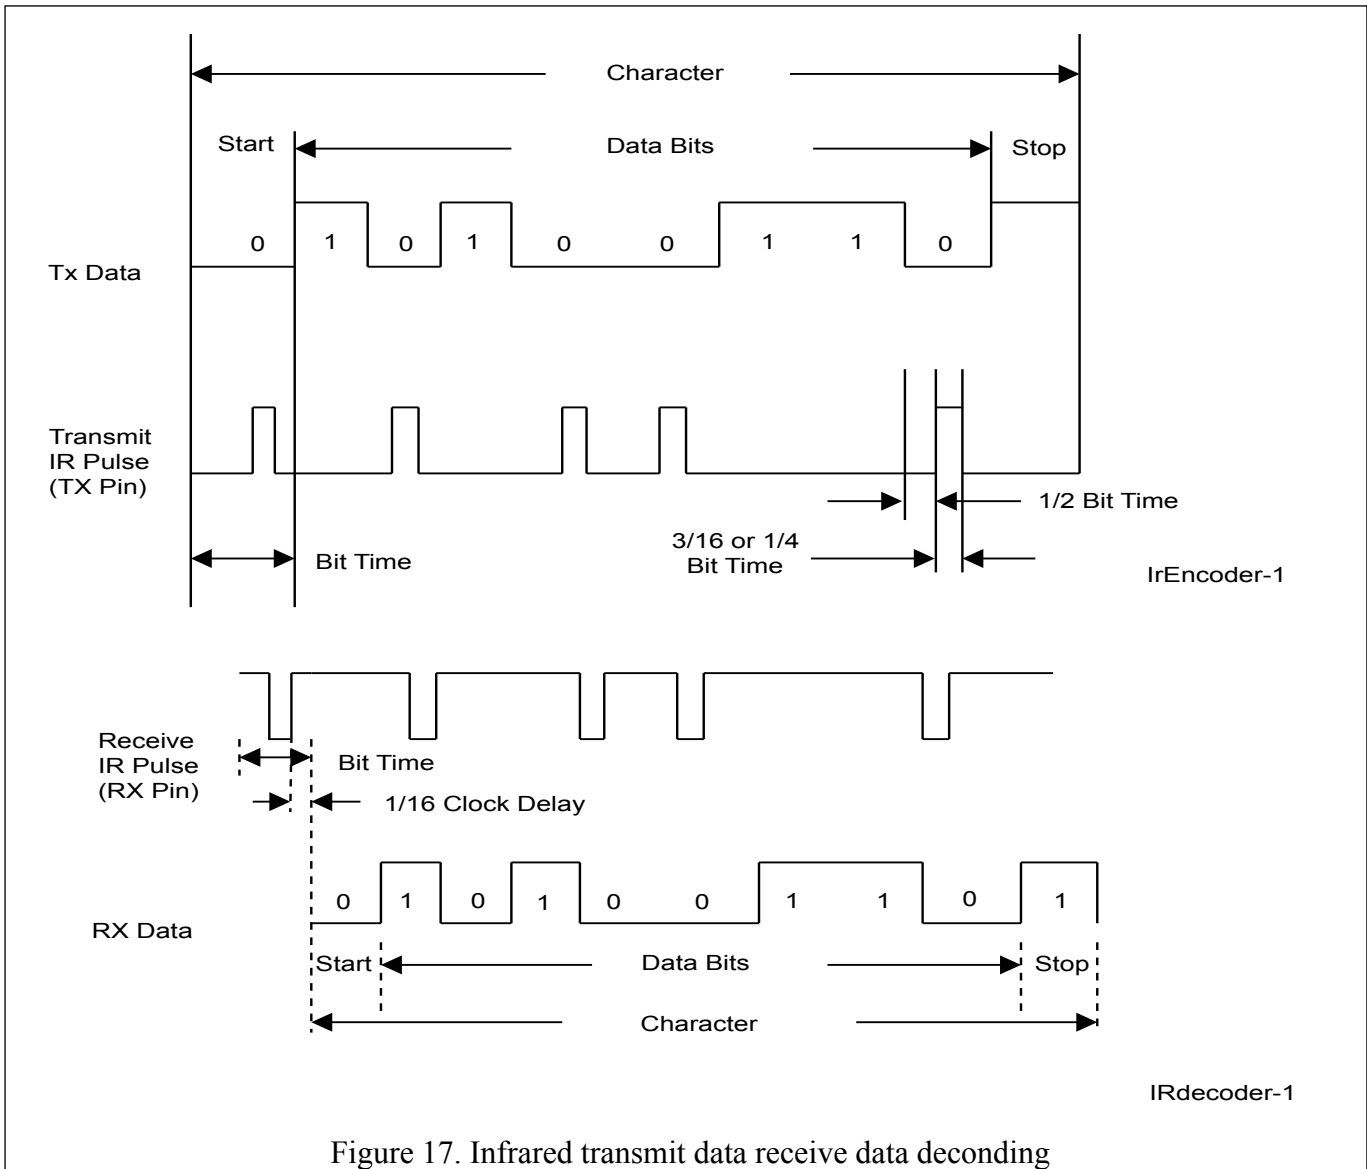 Character
Start
Data Bits
Stop
0 1 0 1 0 0 1 1 0
Tx Data
Transmit
IR Pulse
(TX Pin)
1/2 Bit Time
3/16 or 1/4
Bit Time
Bit Time
IrEncoder-1
Receive
IR Pulse
(RX Pin)
Bit Time
1/16 Clock Delay
0 1 0 1 0 0 1 1 0 1
RX Data
Start
Data Bits
Stop
Character
IRdecoder-1
Figure 17. Infrared transmit data receive data deconding